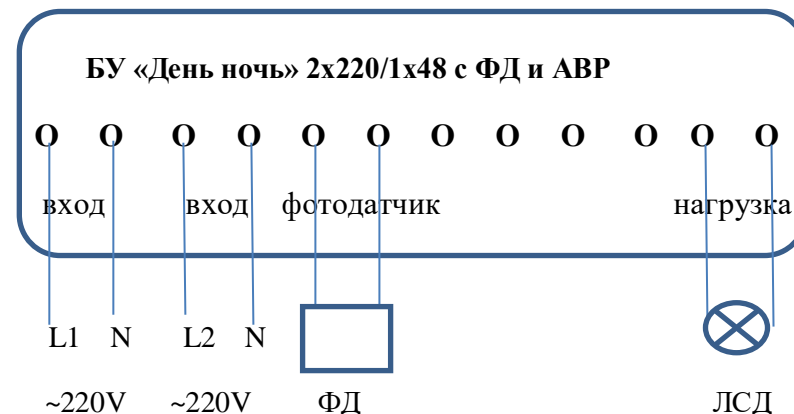 БУ «День ночь» 2х220/1х48 с ФД и АВР
О О О О О О О О О О О О
вход вход фотодатчик нагрузка
L1 N L2 N
~220V ~220V ФД ЛСД